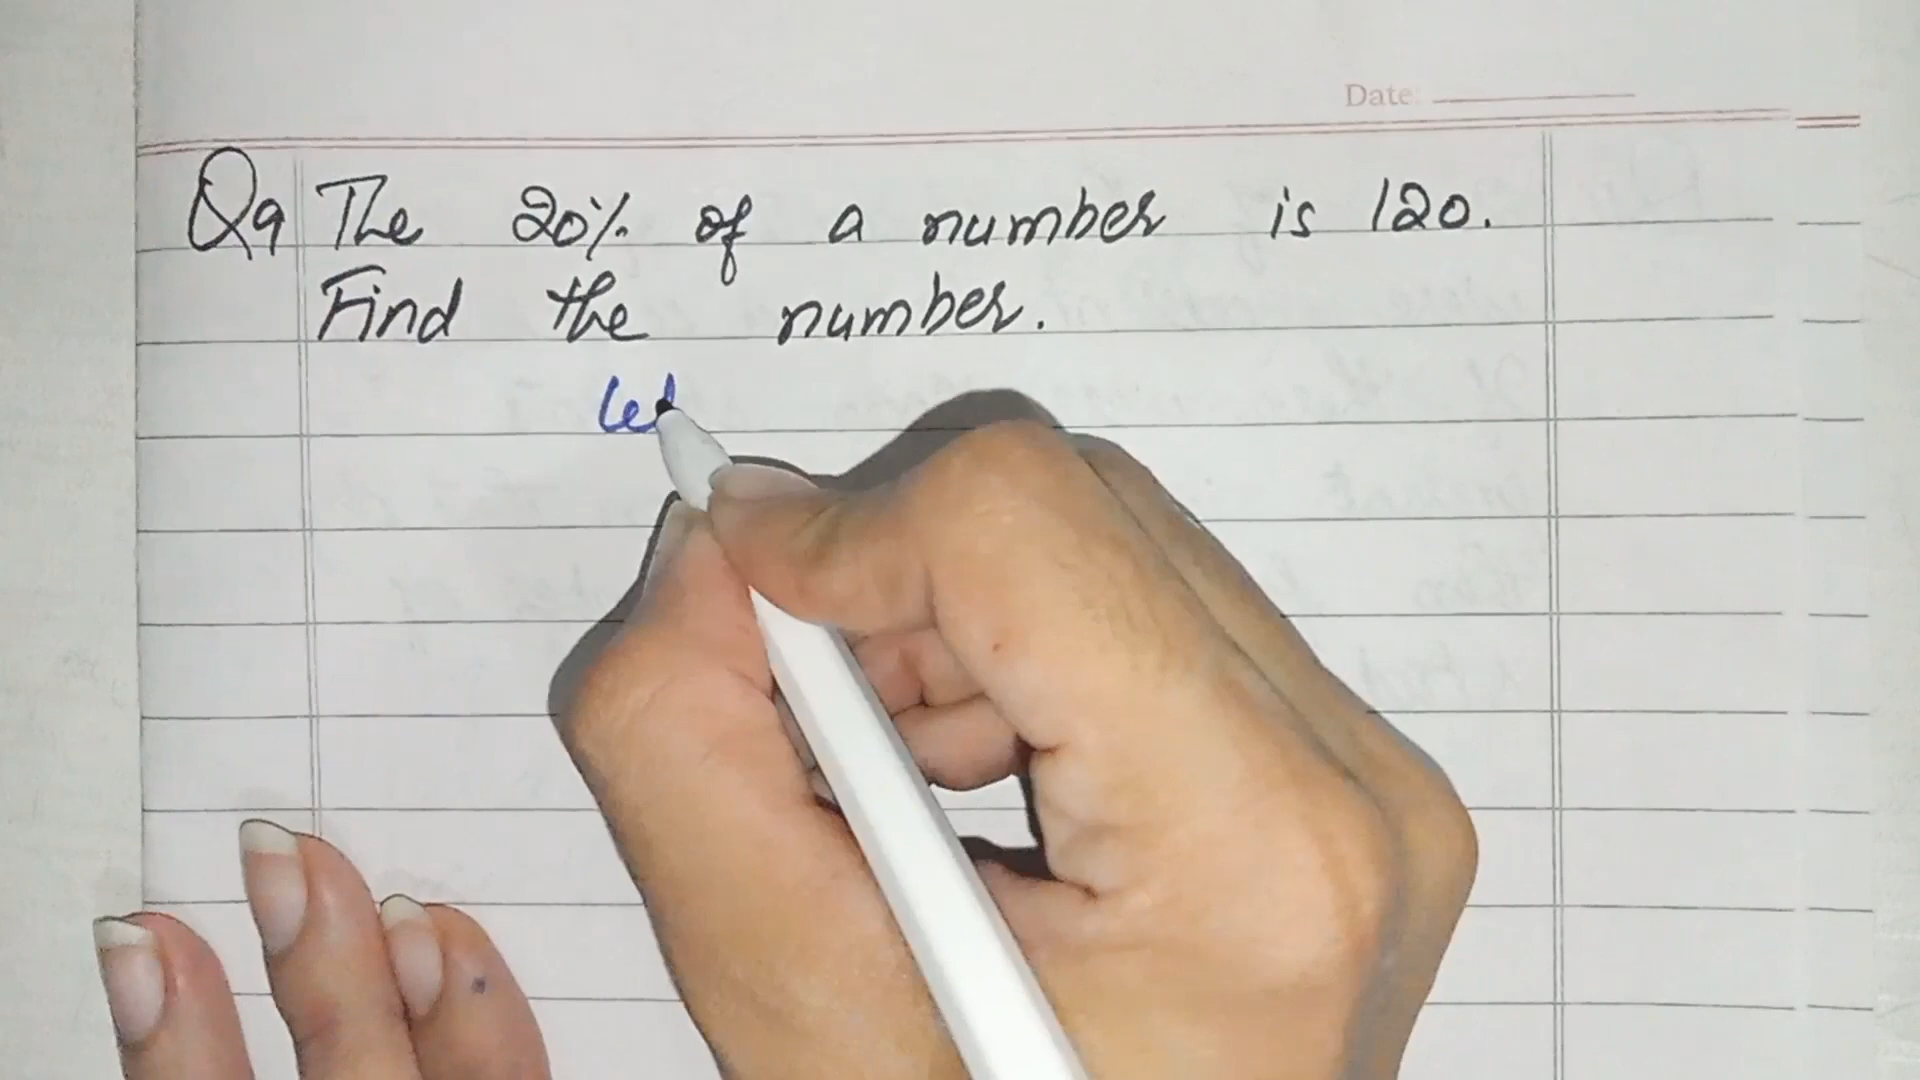 Date:
Q9 The 20% of a number is 120.
Find the number.
let